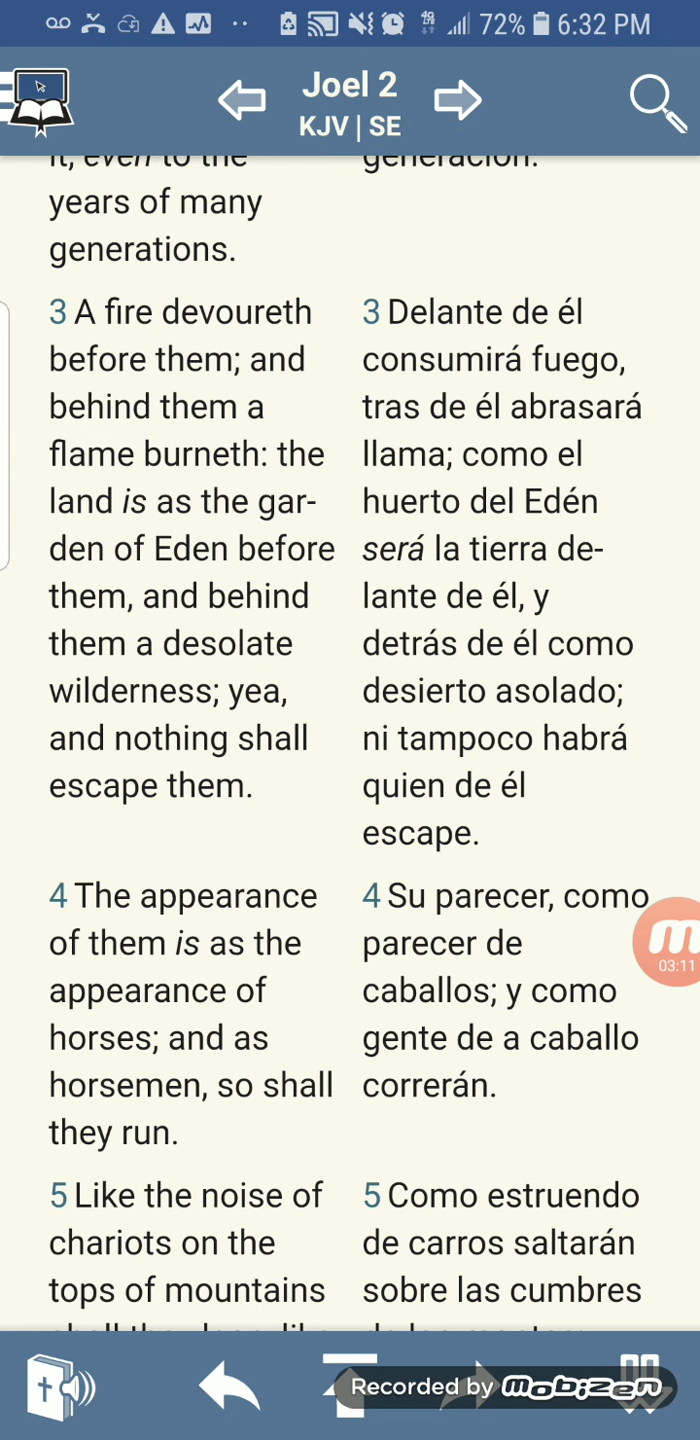 72% 6:32 PM
Joel 2
KJV | SE
it, even to the
years of many
generations.
3 A fire devoureth
before them; and
behind them a
flame burneth: the
land is as the gar-
den of Eden before
them, and behind
them a desolate
wilderness; yea,
and nothing shall
escape them.
4 The appearance
of them is as the
appearance of
horses; and as
horsemen, so shall
they run.
5 Like the noise of
chariots on the
tops of mountains
generación.
3 Delante de él
consumirá fuego,
tras de él abrasará
llama; como el
huerto del Edén
será la tierra de-
lante de él, y
detrás de él como
desierto asolado;
ni tampoco habrá
quien de él
escape.
4 Su parecer, como
parecer de
caballos; y como
gente de a caballo
correrán.
5 Como estruendo
de carros saltarán
sobre las cumbres
m
03:11
Recorded by mobizen